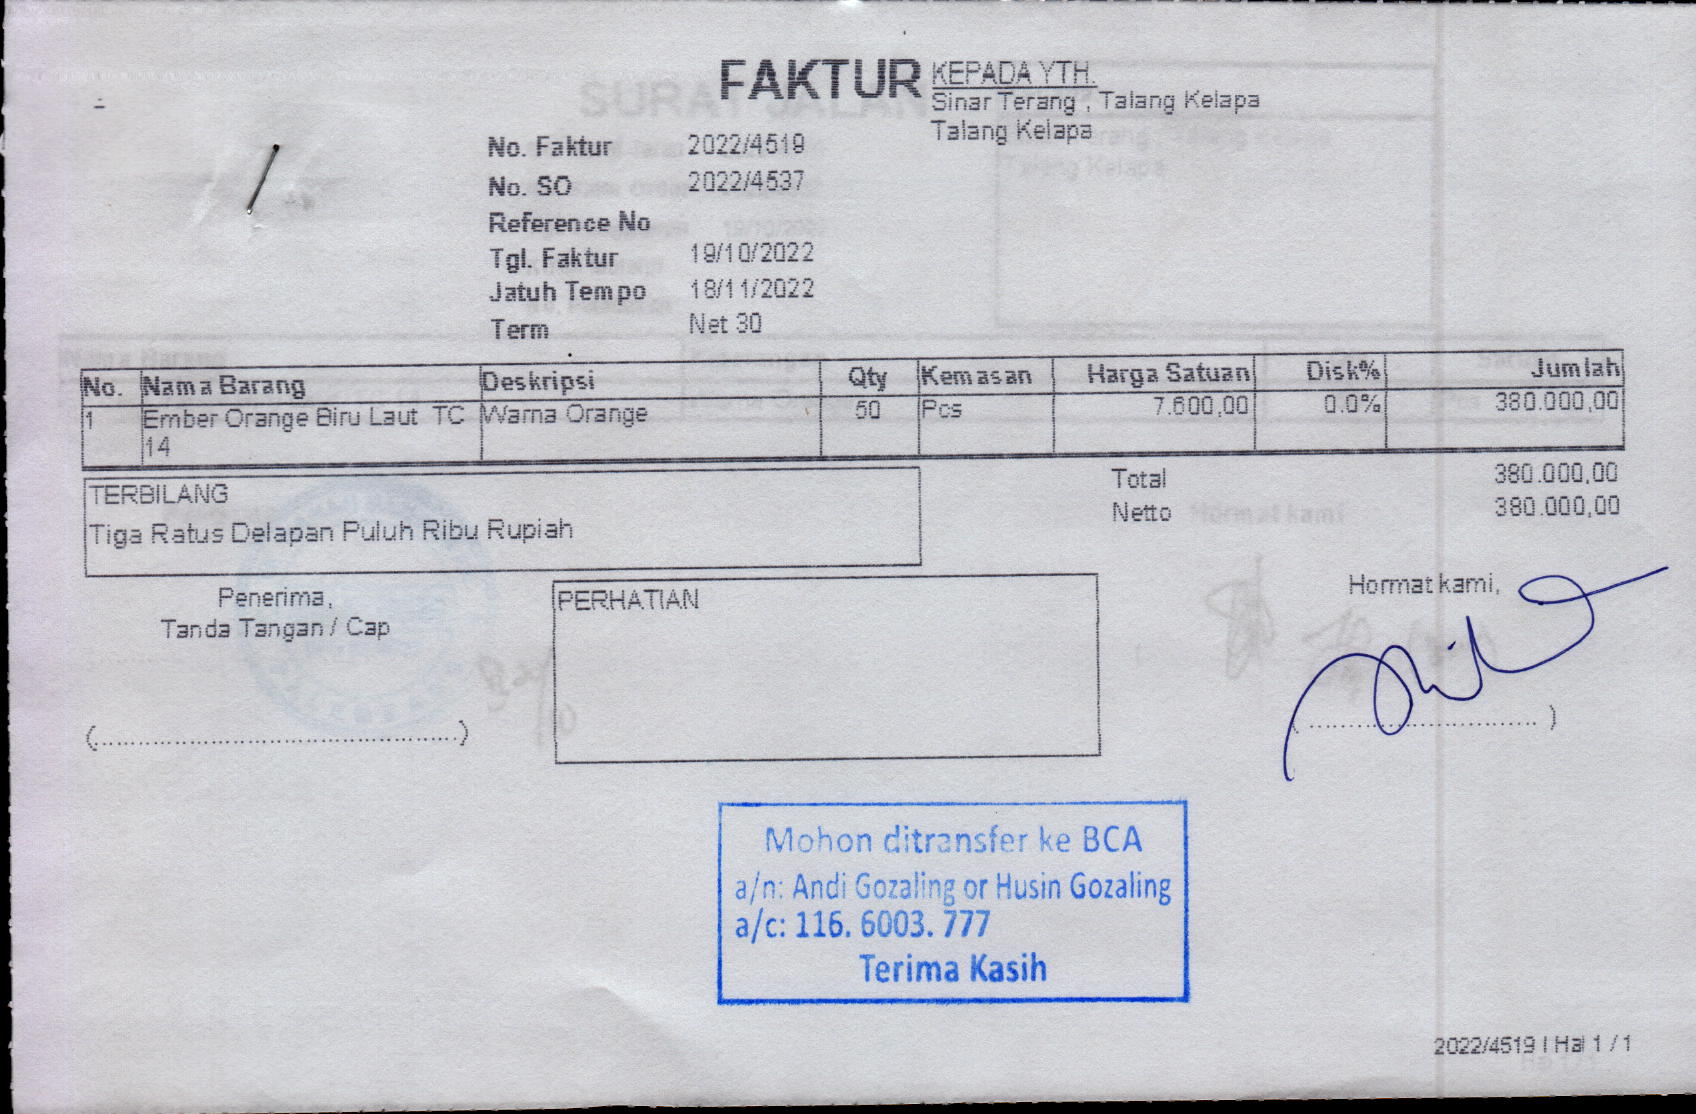 FAKTUR
KEPADA YTH.
Sinar Terang , Talang Kelapa
Talang Kelapa
No. Faktur 2022/4519
No. SO 2022/4537
Reference No
Tgl. Faktur 19/10/2022
Jatuh Tempo 18/11/2022
Term Net 30
No. Nama Barang Deskripsi Qty Kemasan Harga Satuan Disk% Jumlah
1 Ember Orange Biru Laut TC Warna Orange 50 Pcs 7.600,00 0.0% 380.000,00
14
Total 380.000,00
Netto 380.000,00
TERBILANG
Tiga Ratus Delapan Puluh Ribu Rupiah
Penerima,
Tanda Tangan / Cap
PERHATIAN
Hormat kami,
(................................................)
( ................................ )
Mohon ditransfer ke BCA
a/n: Andi Gozaling or Husin Gozaling
a/c: 116. 6003. 777
Terima Kasih
2022/4519 | Hal 1 / 1